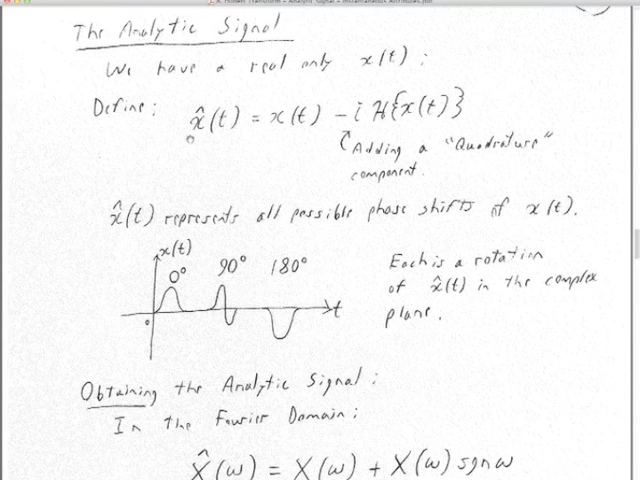 The Analytic Signal
We have a real only x(t):
Define: x̂(t) = x(t) - i H{x(t)}
Adding a "Quadrature"
component.
x̂(t) represents all possible phase shifts of x(t).
x(t)
0° 90° 180°
o t
Each is a rotation
of x̂(t) in the complex
plane.
Obtaining the Analytic Signal:
In the Fourier Domain:
X̂(ω) = X(ω) + X(ω) sgn ω